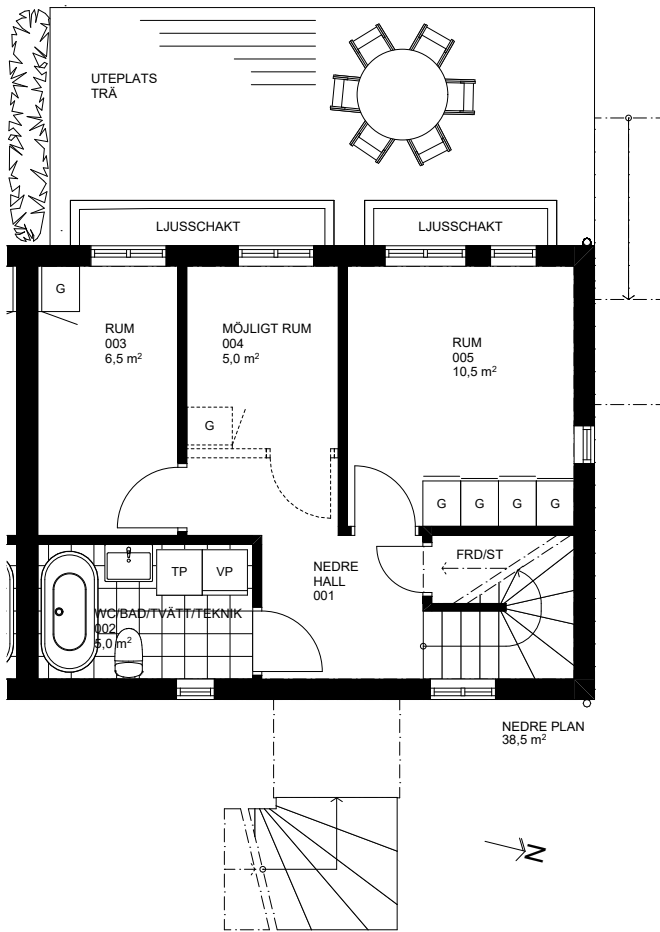 UTEPLATS
TRÄ
LJUSSCHAKT
LJUSSCHAKT
G
RUM
003
6,5 m²
MÖJLIGT RUM
004
5,0 m²
RUM
005
10,5 m²
G
G
G
G
G
FRD/ST
NEDRE
HALL
001
TP
VP
WC/BAD/TVÄTT/TEKNIK
002
5,0 m²
NEDRE PLAN
38,5 m²
N